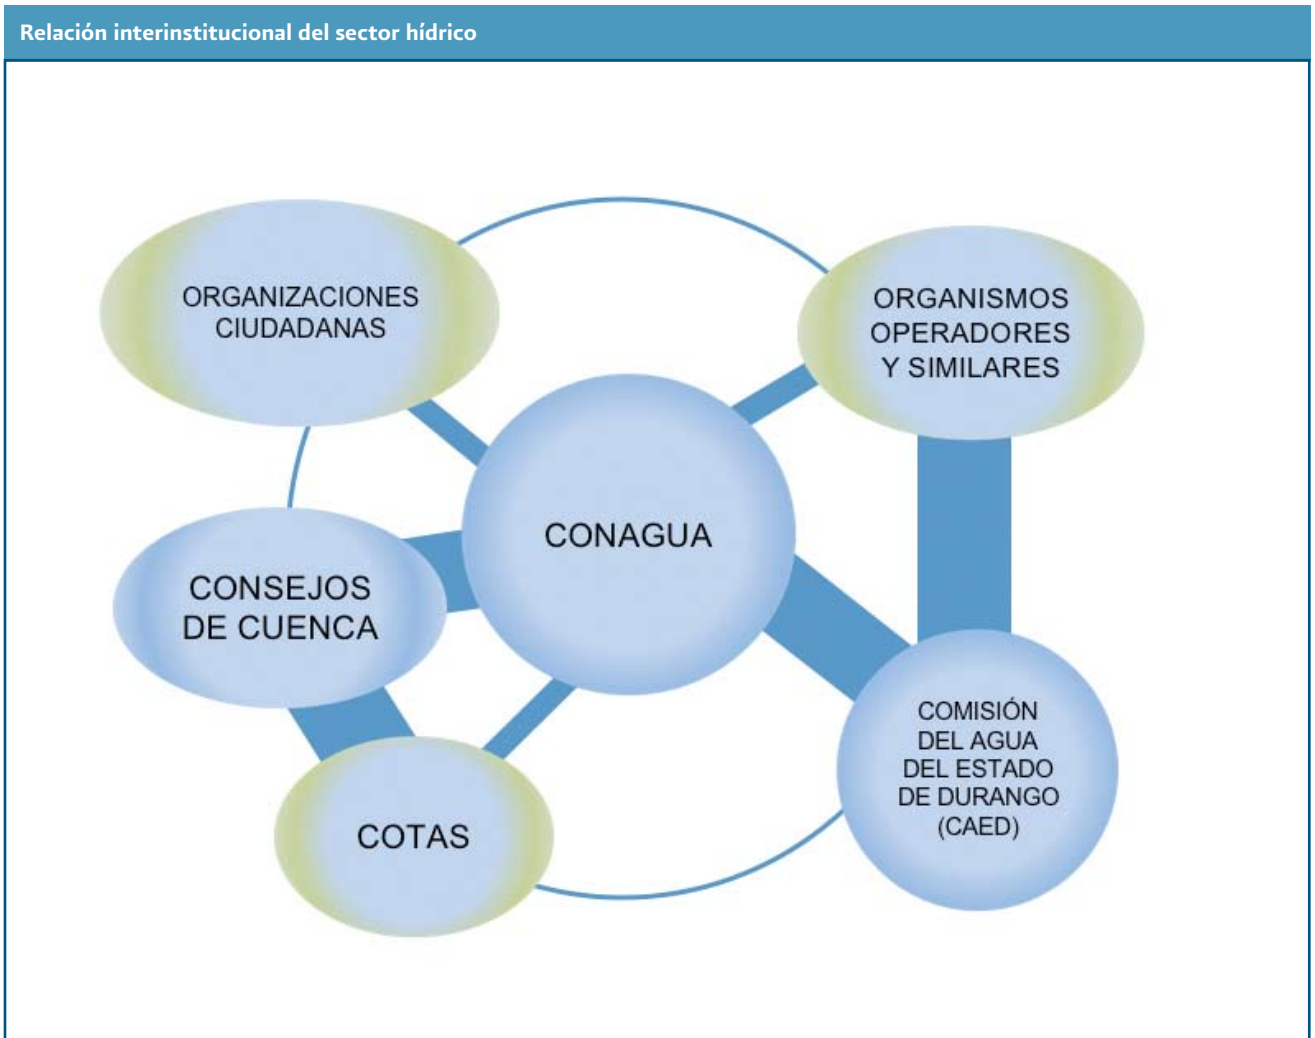 Relación interinstitucional del sector hídrico
ORGANIZACIONES
CIUDADANAS
ORGANISMOS
OPERADORES
Y SIMILARES
CONAGUA
CONSEJOS
DE CUENCA
COMISIÓN
DEL AGUA
DEL ESTADO
DE DURANGO
(CAED)
COTAS